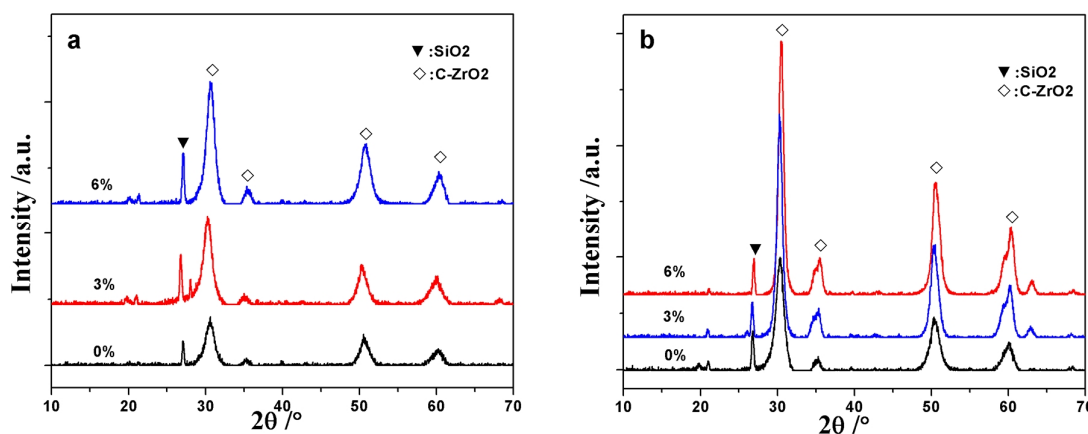 a
▼:SiO2
◇:C-ZrO2
6%
3%
0%
Intensity /a.u.
10 20 30 40 50 60 70
2θ /°
b
▼:SiO2
◇:C-ZrO2
6%
3%
0%
Intensity /a.u.
10 20 30 40 50 60 70
2θ /°